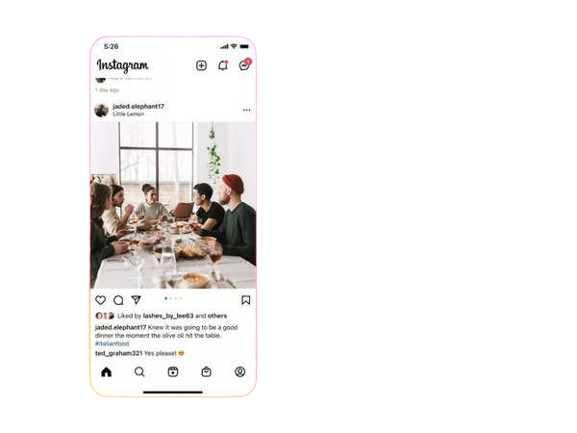 5:26
Instagram
1 day ago
jaded.elephant17
Little Lemon
Liked by lashes_by_lee63 and others
jaded.elephant17 Knew it was going to be a good
dinner the moment the olive oil hit the table.
#italianfood
ted_graham321 Yes please! 😍